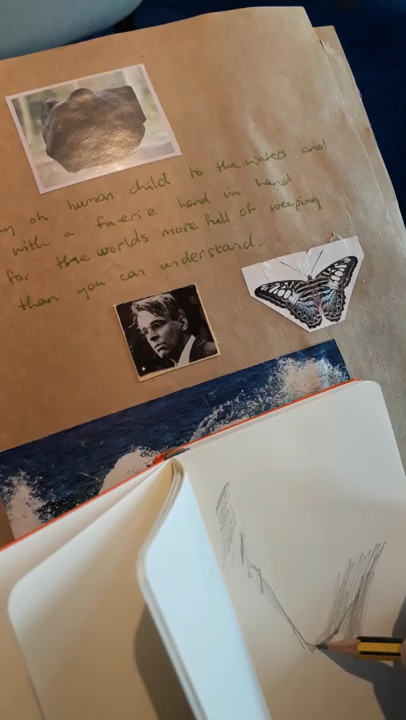 oh human child to the waters and
with a faerie hand in hand
for the worlds more full of weeping
than you can understand.